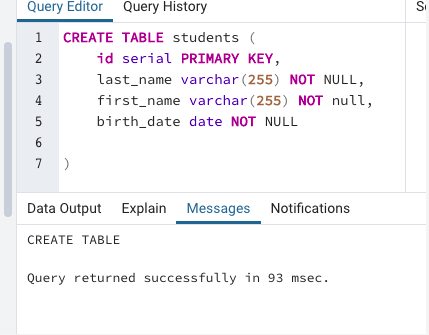 Query Editor Query History
1 CREATE TABLE students (
2 id serial PRIMARY KEY,
3 last_name varchar(255) NOT NULL,
4 first_name varchar(255) NOT null,
5 birth_date date NOT NULL
6
7 )
Data Output Explain Messages Notifications
CREATE TABLE
Query returned successfully in 93 msec.